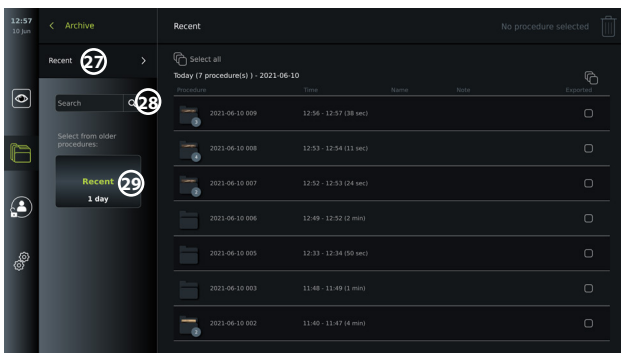 12:57
10 Jun
Archive
Recent
No procedure selected
Recent
27
Select all
Today (7 procedure(s) ) - 2021-06-10
Procedure Time Name Note Exported
Search
28
2021-06-10 009 12:56 - 12:57 (38 sec)
3
Select from older
procedures:
2021-06-10 008 12:53 - 12:54 (11 sec)
4
Recent
29
1 day
2021-06-10 007 12:52 - 12:53 (24 sec)
2
2021-06-10 006 12:49 - 12:52 (2 min)
2021-06-10 005 12:33 - 12:34 (50 sec)
2021-06-10 003 11:48 - 11:49 (1 min)
2021-06-10 002 11:40 - 11:47 (4 min)
2